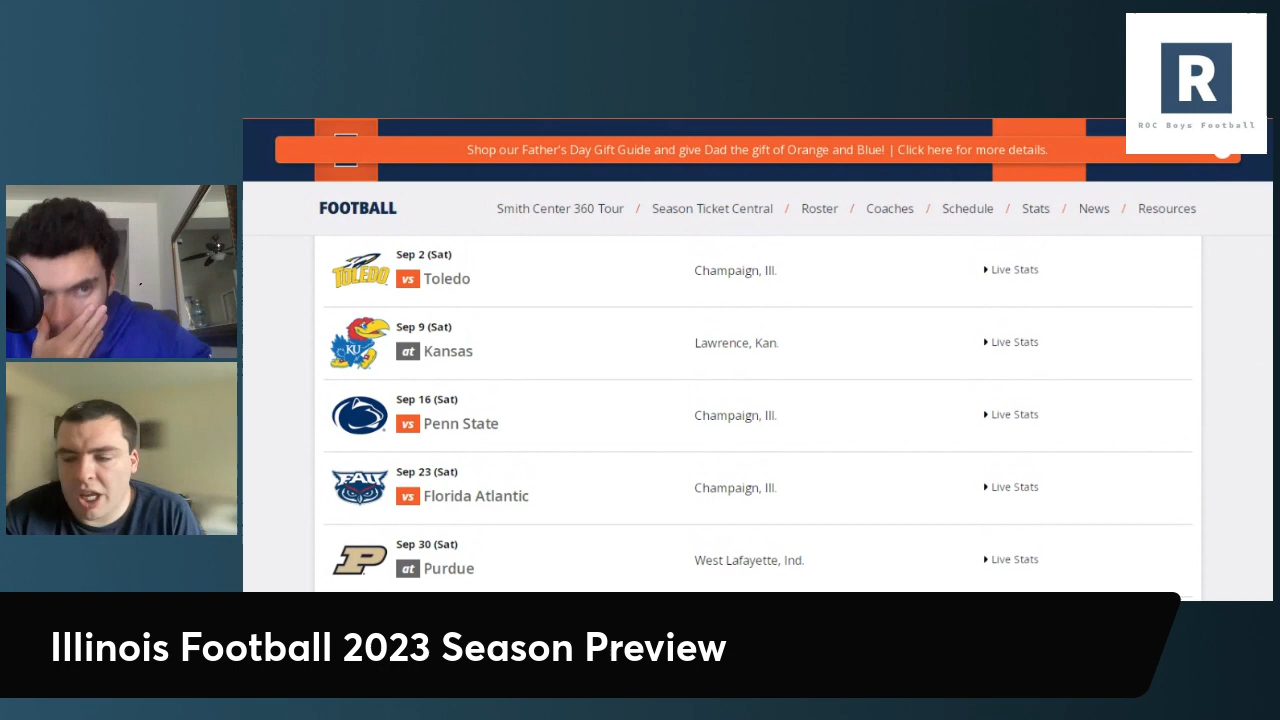 R
ROC Boys Football
Shop our Father's Day Gift Guide and give Dad the gift of Orange and Blue! | Click here for more details.
FOOTBALL
Smith Center 360 Tour / Season Ticket Central / Roster / Coaches / Schedule / Stats / News / Resources
TOLEDO
Sep 2 (Sat)
vs Toledo
Champaign, Ill.
Live Stats
KU
Sep 9 (Sat)
at Kansas
Lawrence, Kan.
Live Stats
Sep 16 (Sat)
vs Penn State
Champaign, Ill.
Live Stats
FAU
Sep 23 (Sat)
vs Florida Atlantic
Champaign, Ill.
Live Stats
P
Sep 30 (Sat)
at Purdue
West Lafayette, Ind.
Live Stats
Illinois Football 2023 Season Preview